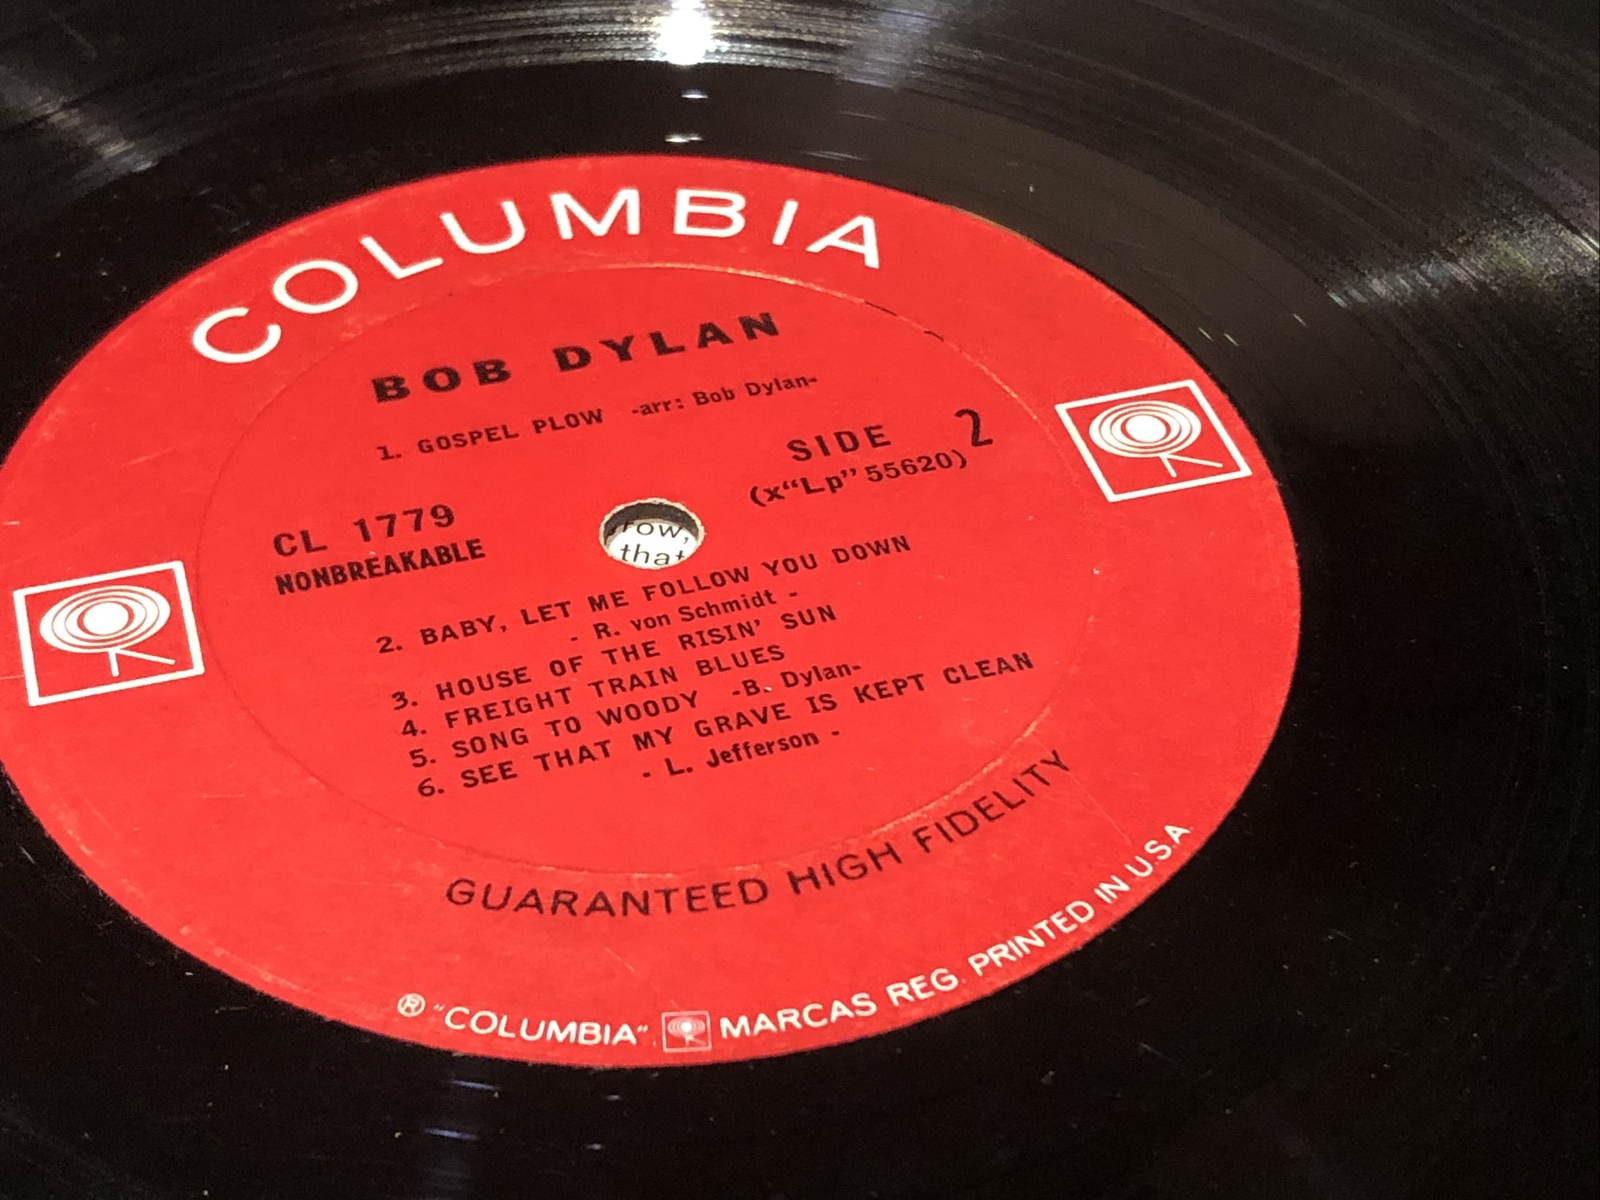 COLUMBIA
BOB DYLAN
1. GOSPEL PLOW -arr: Bob Dylan-
SIDE 2
(x“Lp” 55620)
CL 1779
NONBREAKABLE
row,
that
2. BABY, LET ME FOLLOW YOU DOWN
- R. von Schmidt -
3. HOUSE OF THE RISIN' SUN
4. FREIGHT TRAIN BLUES
5. SONG TO WOODY -B. Dylan-
6. SEE THAT MY GRAVE IS KEPT CLEAN
- L. Jefferson -
GUARANTEED HIGH FIDELITY
® "COLUMBIA". MARCAS REG. PRINTED IN U.S.A.